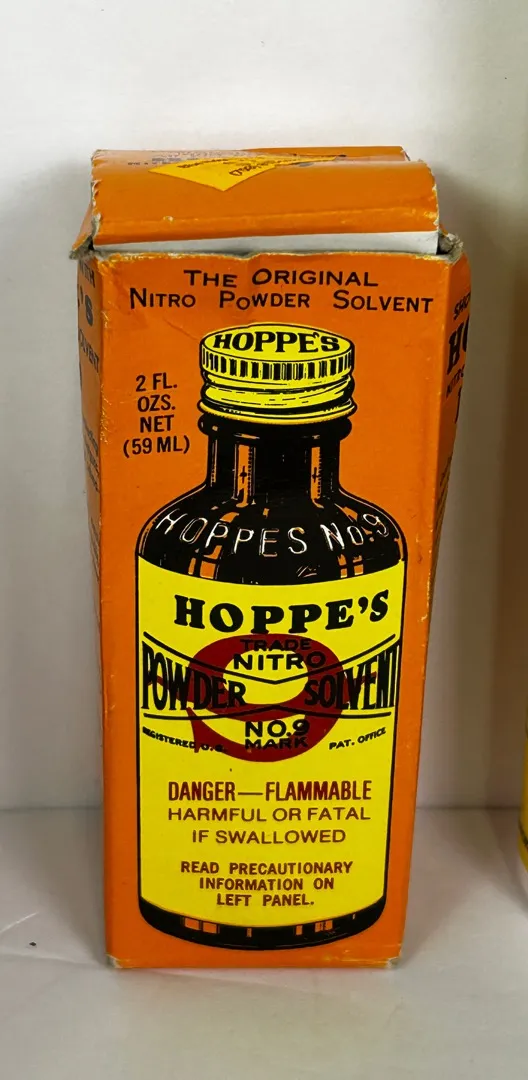 THE ORIGINAL
NITRO POWDER SOLVENT
HOPPE'S
2 FL.
OZS.
NET
(59 ML)
HOPPES NO.9
HOPPE'S
TRADE
NITRO
POWDER SOLVENT
9
NO.9
REGISTERED U.S. MARK PAT. OFFICE
DANGER—FLAMMABLE
HARMFUL OR FATAL
IF SWALLOWED
READ PRECAUTIONARY
INFORMATION ON
LEFT PANEL.